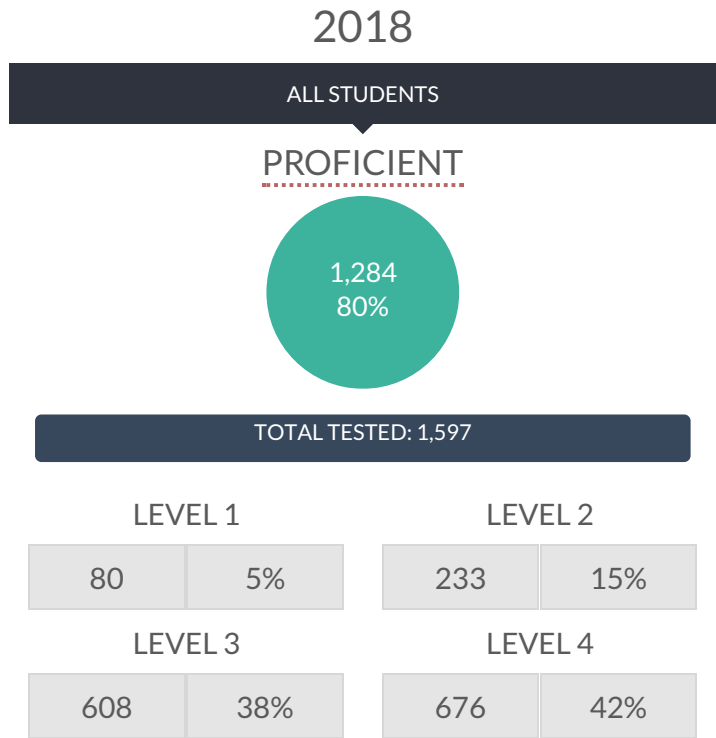 2018
ALL STUDENTS
PROFICIENT
1,284
80%
TOTAL TESTED: 1,597
LEVEL 1
80 5%
LEVEL 2
233 15%
LEVEL 3
608 38%
LEVEL 4
676 42%